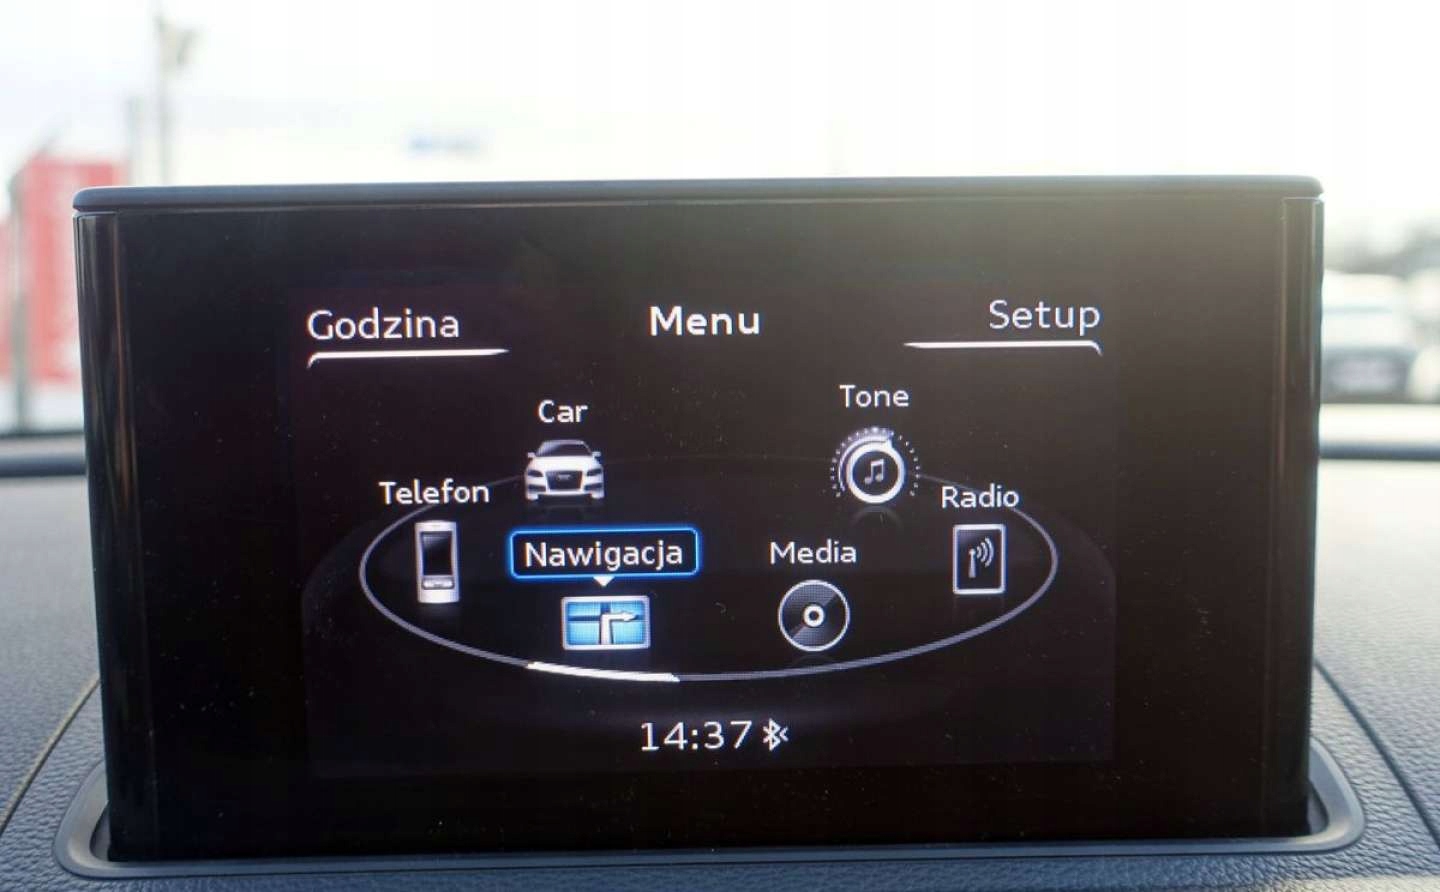 Godzina
Menu
Setup
Car
Tone
Telefon
Radio
Nawigacja
Media
14:37